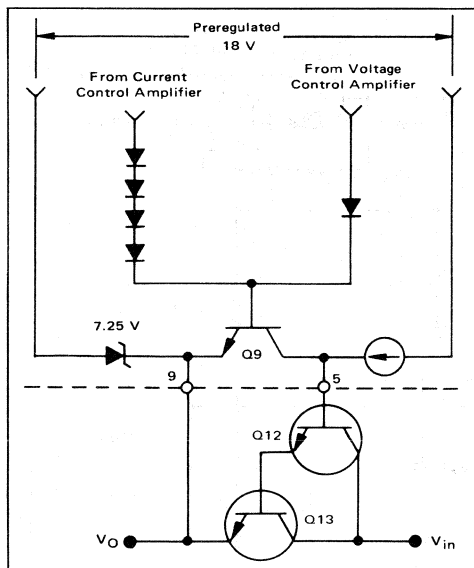 Preregulated
18 V
From Current
Control Amplifier
From Voltage
Control Amplifier
7.25 V
Q9
9
5
Q12
Q13
VO
Vin